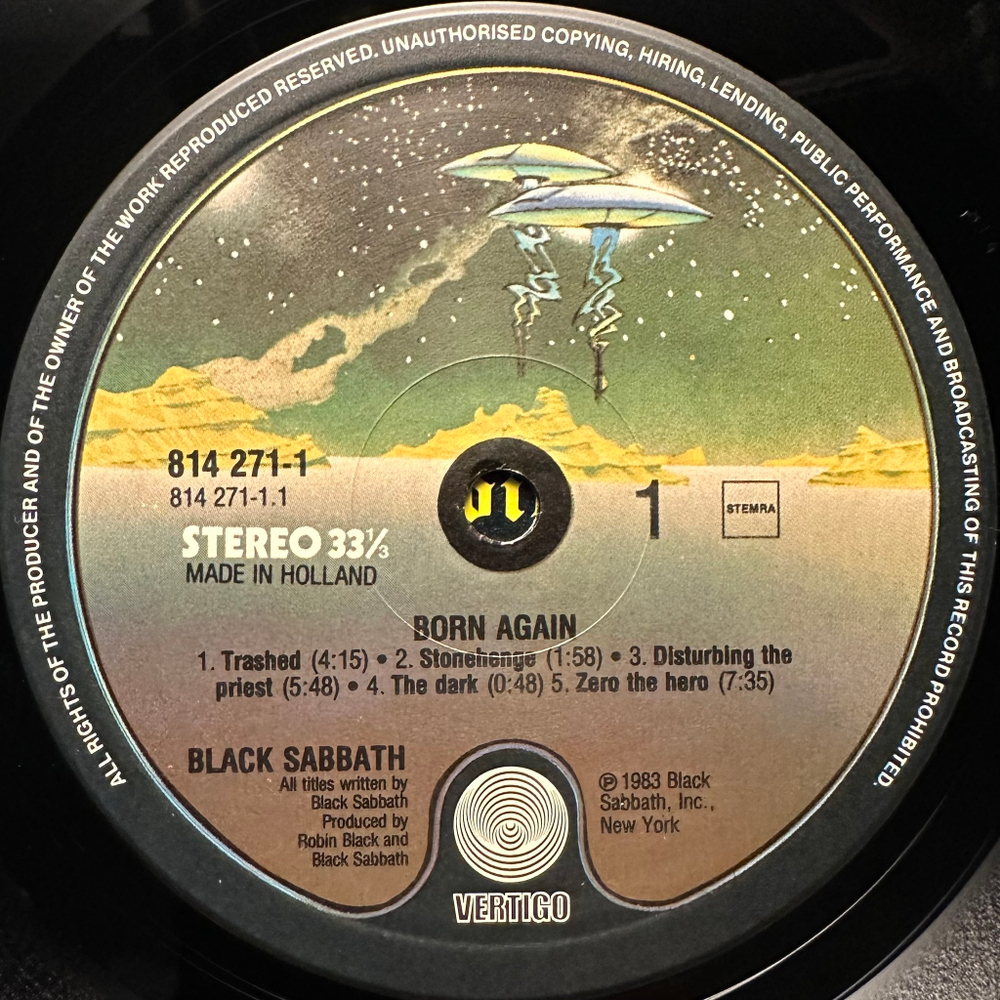 ALL RIGHTS OF THE PRODUCER AND OF THE OWNER OF THE WORK REPRODUCED RESERVED. UNAUTHORISED COPYING, HIRING, LENDING, PUBLIC PERFORMANCE AND BROADCASTING OF THIS RECORD PROHIBITED.
814 271-1
814 271-1.1
STEREO 33⅓
MADE IN HOLLAND
1
STEMRA
BORN AGAIN
1. Trashed (4:15) • 2. Stonehenge (1:58) • 3. Disturbing the
priest (5:48) • 4. The dark (0:48) 5. Zero the hero (7:35)
BLACK SABBATH
All titles written by
Black Sabbath
Produced by
Robin Black and
Black Sabbath
℗ 1983 Black
Sabbath, Inc.,
New York
VERTIGO